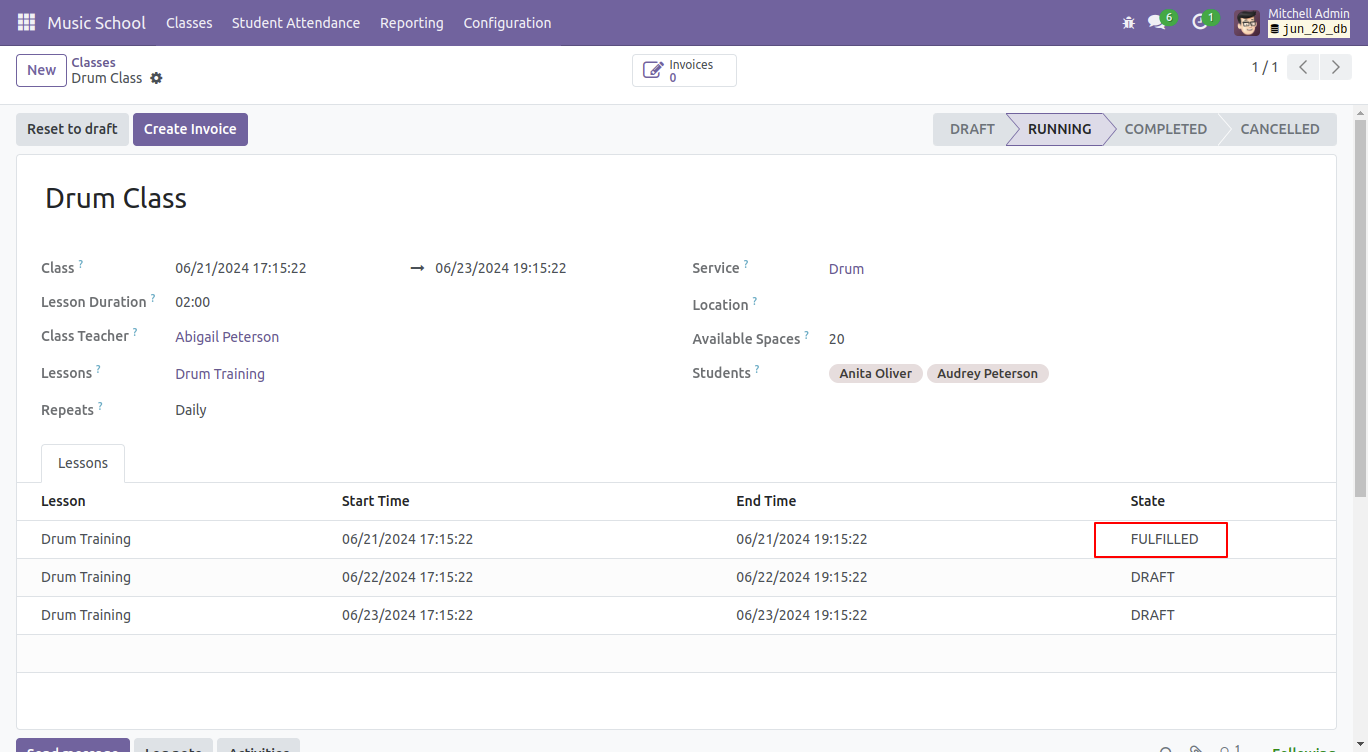 Music School Classes Student Attendance Reporting Configuration 6 1 Mitchell Admin
jun_20_db
New Classes
Drum Class
Invoices
0
1 / 1
Reset to draft Create Invoice DRAFT RUNNING COMPLETED CANCELLED
Drum Class
Class ? 06/21/2024 17:15:22 → 06/23/2024 19:15:22 Service ? Drum
Lesson Duration ? 02:00 Location ?
Class Teacher ? Abigail Peterson Available Spaces ? 20
Lessons ? Drum Training Students ? Anita Oliver Audrey Peterson
Repeats ? Daily
Lessons
Lesson Start Time End Time State
Drum Training 06/21/2024 17:15:22 06/21/2024 19:15:22 FULFILLED
Drum Training 06/22/2024 17:15:22 06/22/2024 19:15:22 DRAFT
Drum Training 06/23/2024 17:15:22 06/23/2024 19:15:22 DRAFT
Send message Log note Activities 1 Following